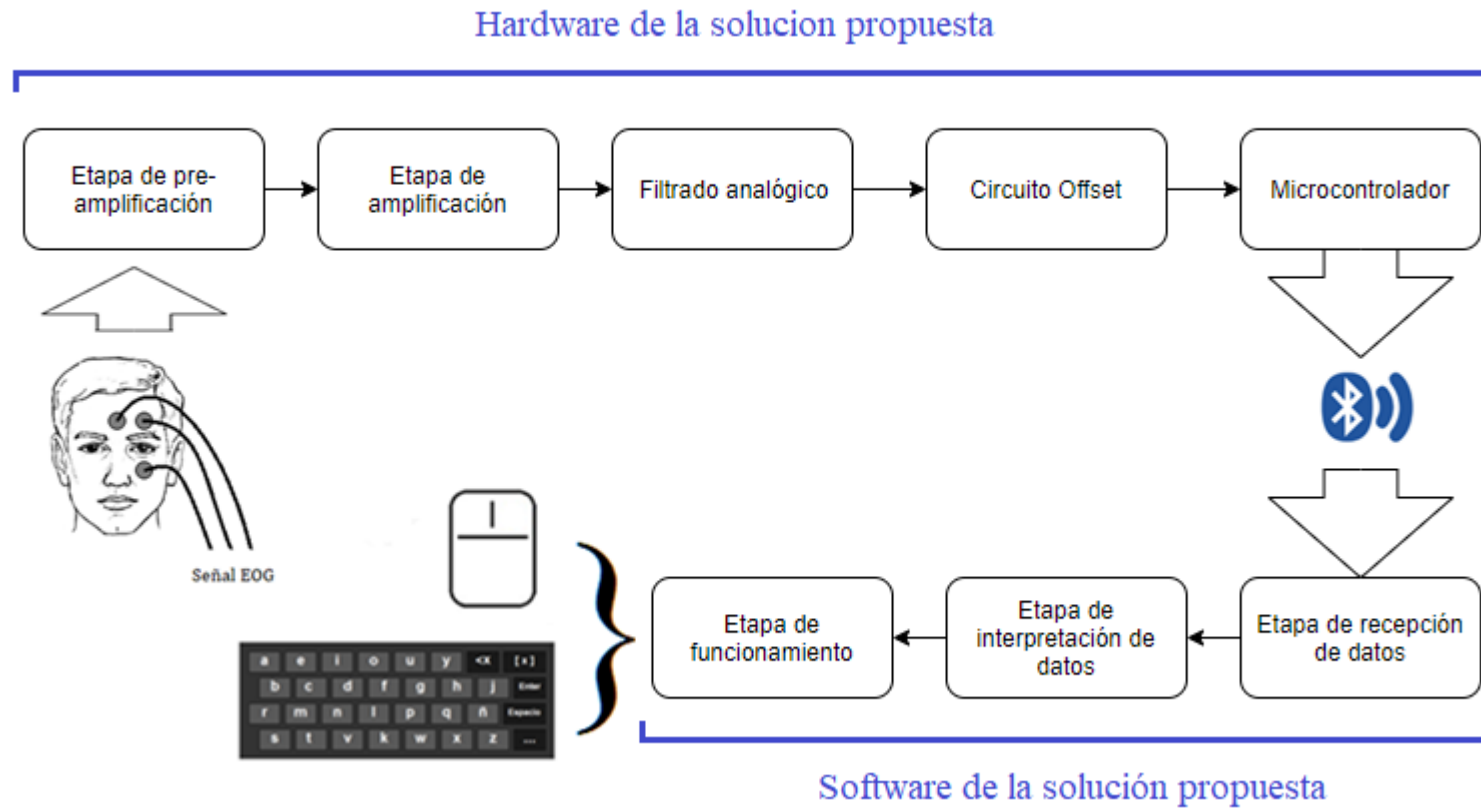 Hardware de la solucion propuesta
Etapa de pre-
amplificación
Etapa de
amplificación
Filtrado analógico
Circuito Offset
Microcontrolador
Señal EOG
a e i o u y <X [x]
b c d f g h j Enter
r m n l p q ñ Espacio
s t v k w x z ...
Etapa de
funcionamiento
Etapa de
interpretación de
datos
Etapa de recepción
de datos
Software de la solución propuesta